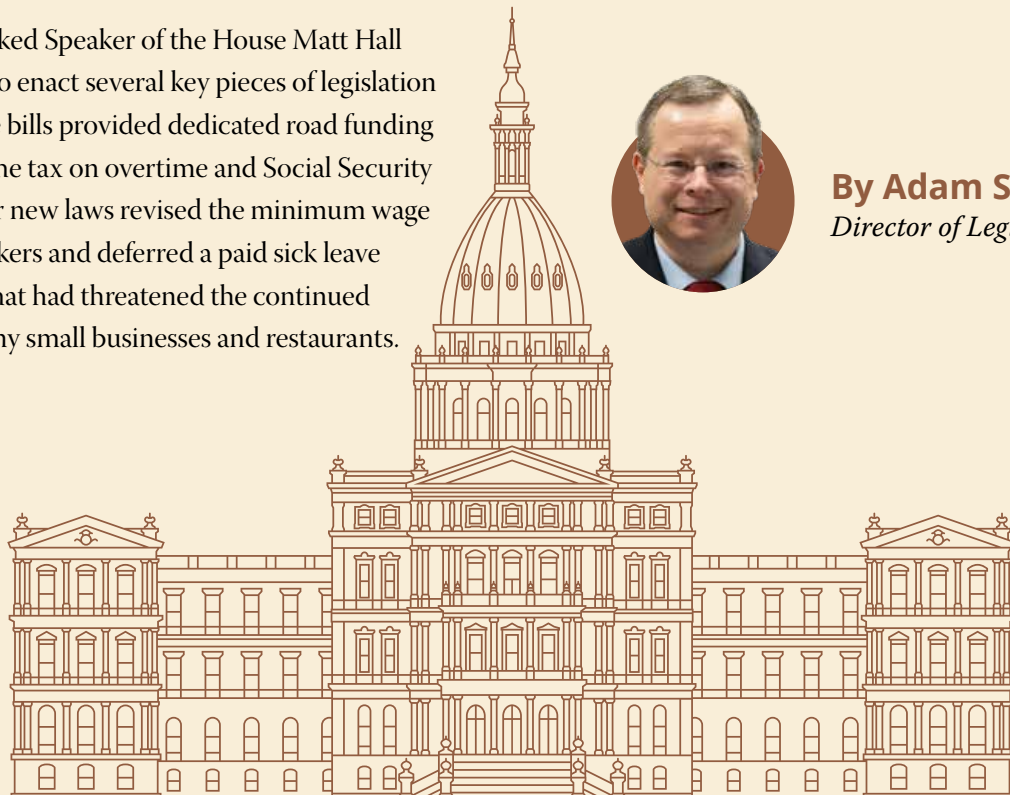 ked Speaker of the House Matt Hall
o enact several key pieces of legislation
bills provided dedicated road funding
ne tax on overtime and Social Security
r new laws revised the minimum wage
kers and deferred a paid sick leave
hat had threatened the continued
ny small businesses and restaurants.
By Adam S
Director of Leg